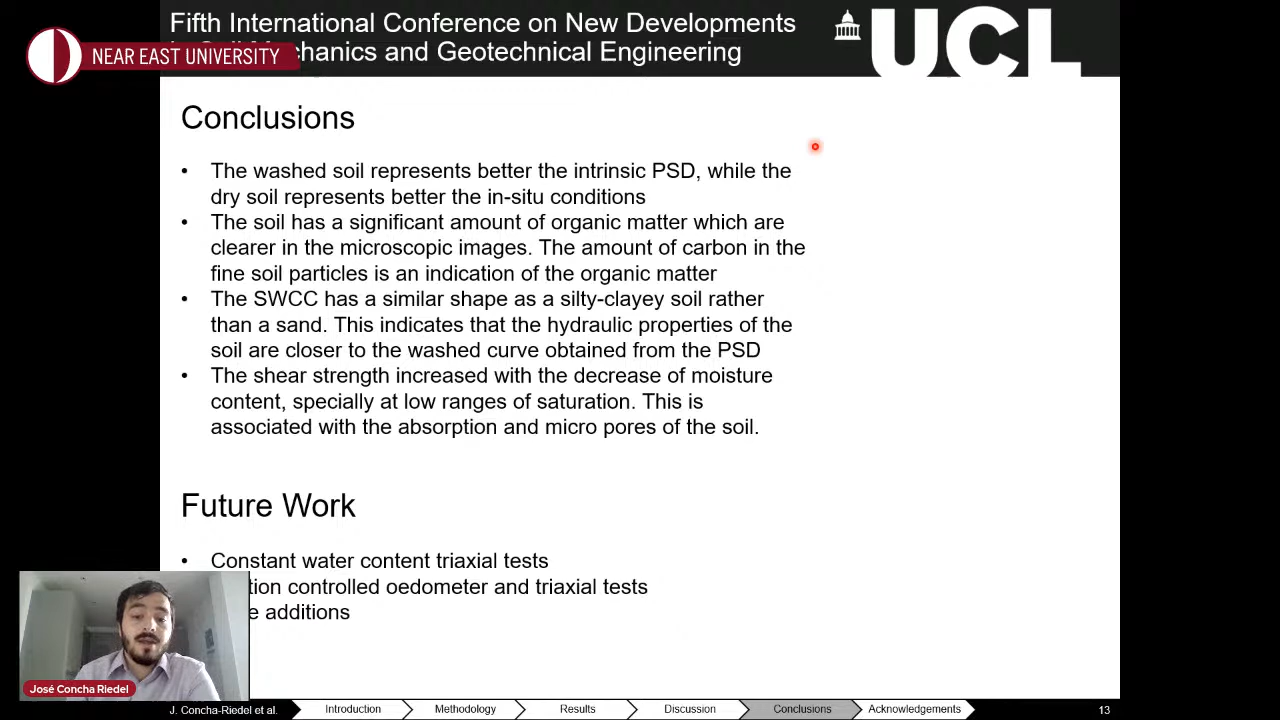 Fifth International Conference on New Developments
chanics and Geotechnical Engineering
NEAR EAST UNIVERSITY
UCL
Conclusions
• The washed soil represents better the intrinsic PSD, while the
dry soil represents better the in-situ conditions
• The soil has a significant amount of organic matter which are
clearer in the microscopic images. The amount of carbon in the
fine soil particles is an indication of the organic matter
• The SWCC has a similar shape as a silty-clayey soil rather
than a sand. This indicates that the hydraulic properties of the
soil are closer to the washed curve obtained from the PSD
• The shear strength increased with the decrease of moisture
content, specially at low ranges of saturation. This is
associated with the absorption and micro pores of the soil.
Future Work
• Constant water content triaxial tests
tion controlled oedometer and triaxial tests
e additions
José Concha Riedel
J. Concha-Riedel et al.
Introduction
Methodology
Results
Discussion
Conclusions
Acknowledgements
13